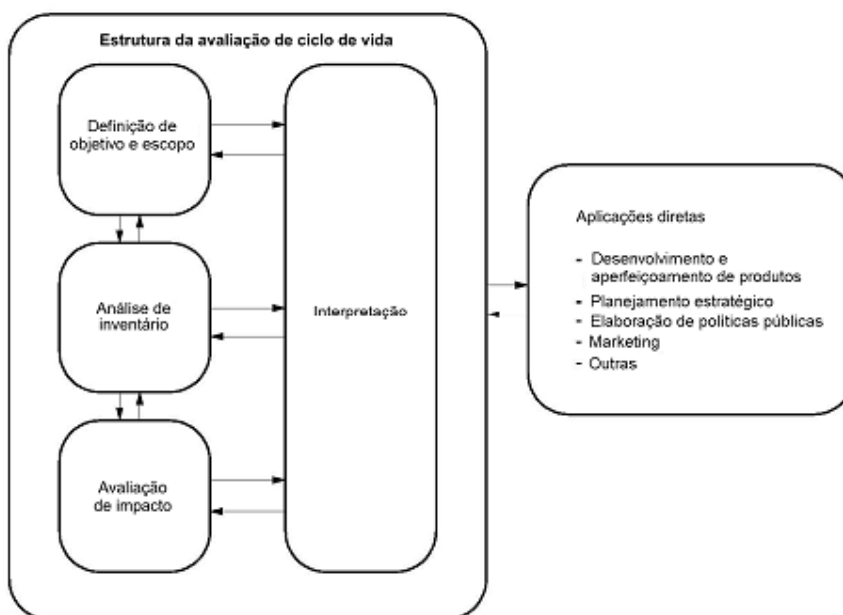 Estrutura da avaliação de ciclo de vida
Definição de
objetivo e escopo
Análise de
inventário
Avaliação
de impacto
Interpretação
Aplicações diretas
- Desenvolvimento e
aperfeiçoamento de produtos
- Planejamento estratégico
- Elaboração de políticas públicas
- Marketing
- Outras